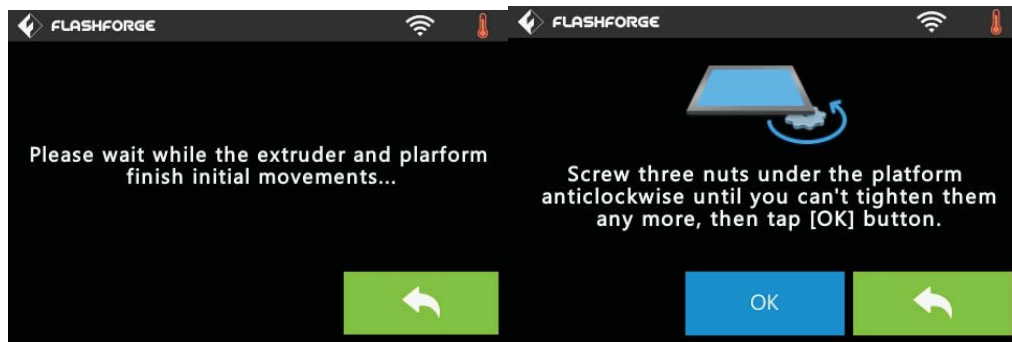 FLASHFORGE
Please wait while the extruder and plarform
finish initial movements...
FLASHFORGE
Screw three nuts under the platform
anticlockwise until you can't tighten them
any more, then tap [OK] button.
OK